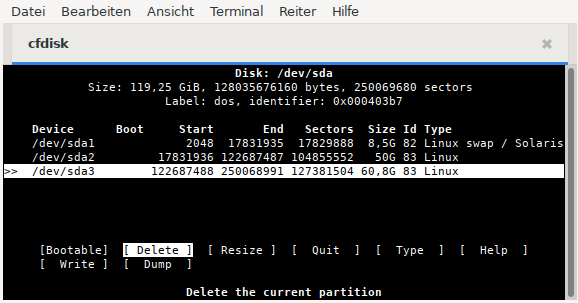 Datei Bearbeiten Ansicht Terminal Reiter Hilfe
cfdisk
Disk: /dev/sda
Size: 119,25 GiB, 128035676160 bytes, 250069680 sectors
Label: dos, identifier: 0x000403b7
Device Boot Start End Sectors Size Id Type
/dev/sda1 2048 17831935 17829888 8,5G 82 Linux swap / Solaris
/dev/sda2 17831936 122687487 104855552 50G 83 Linux
>> /dev/sda3 122687488 250068991 127381504 60,8G 83 Linux
[Bootable] [ Delete ] [ Resize ] [ Quit ] [ Type ] [ Help ]
[ Write ] [ Dump ]
Delete the current partition